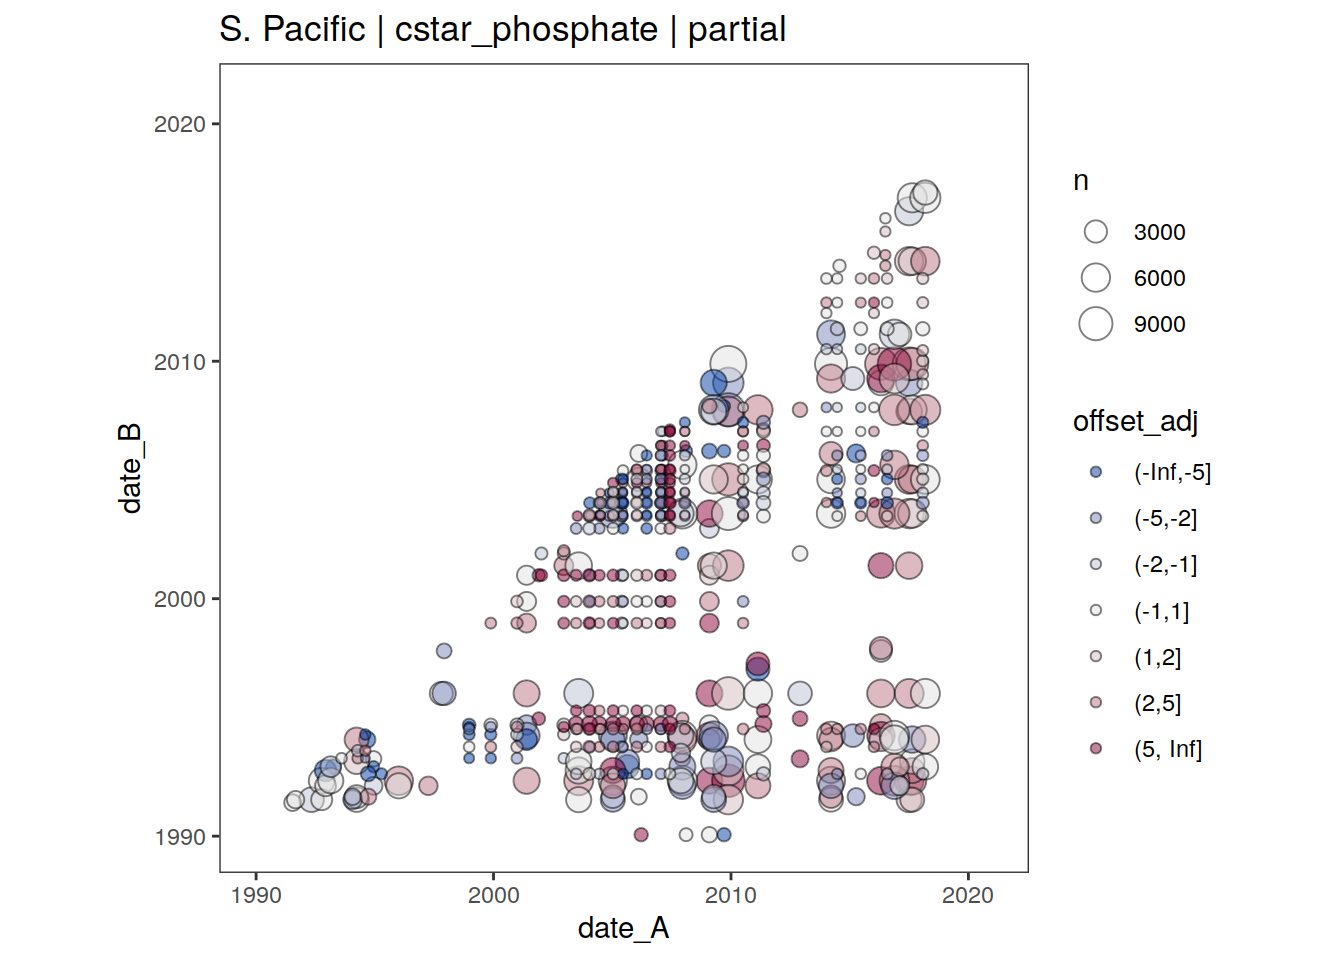 S. Pacific | cstar_phosphate | partial
date_B
2020
2010
2000
1990
1990 2000 2010 2020
date_A
n
3000
6000
9000
offset_adj
(-Inf,-5]
(-5,-2]
(-2,-1]
(-1,1]
(1,2]
(2,5]
(5, Inf]